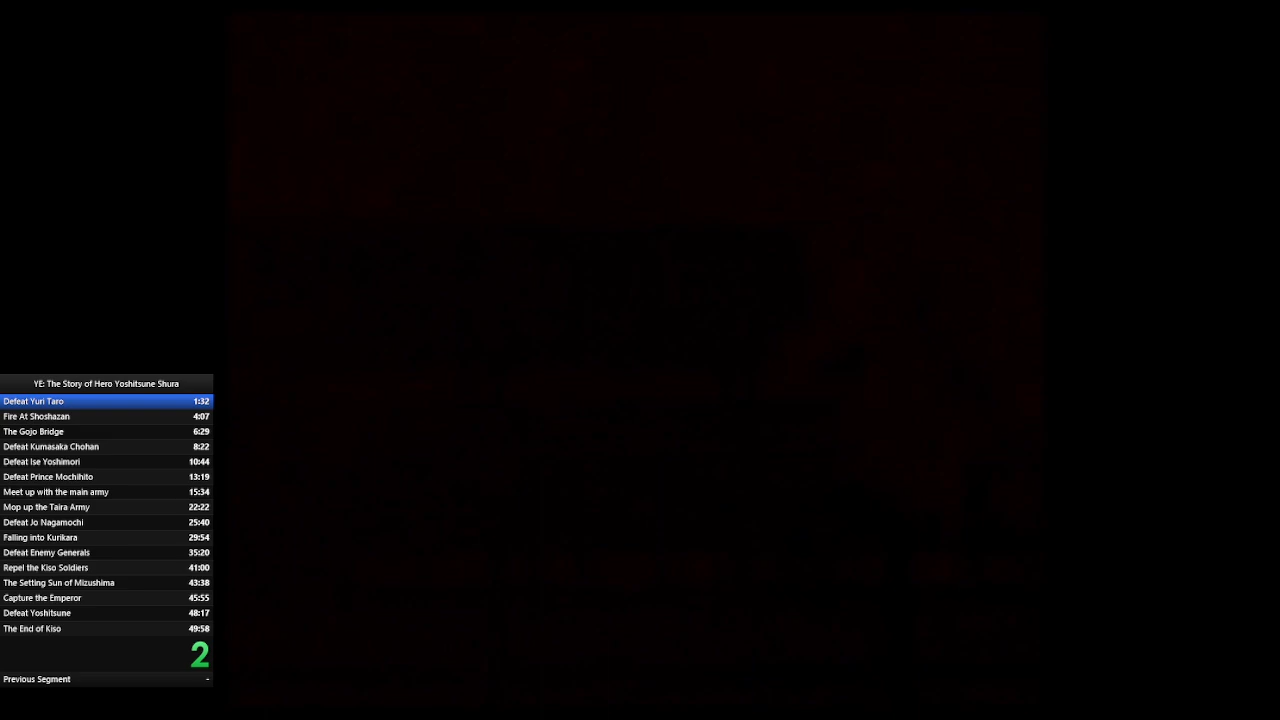 YE: The Story of Hero Yoshitsune Shura
Defeat Yuri Taro 1:32
Fire At Shoshazan 4:07
The Gojo Bridge 6:29
Defeat Kumasaka Chohan 8:22
Defeat Ise Yoshimori 10:44
Defeat Prince Mochihito 13:19
Meet up with the main army 15:34
Mop up the Taira Army 22:22
Defeat Jo Nagamochi 25:40
Falling into Kurikara 29:54
Defeat Enemy Generals 35:20
Repel the Kiso Soldiers 41:00
The Setting Sun of Mizushima 43:38
Capture the Emperor 45:55
Defeat Yoshitsune 48:17
The End of Kiso 49:58
2
Previous Segment -